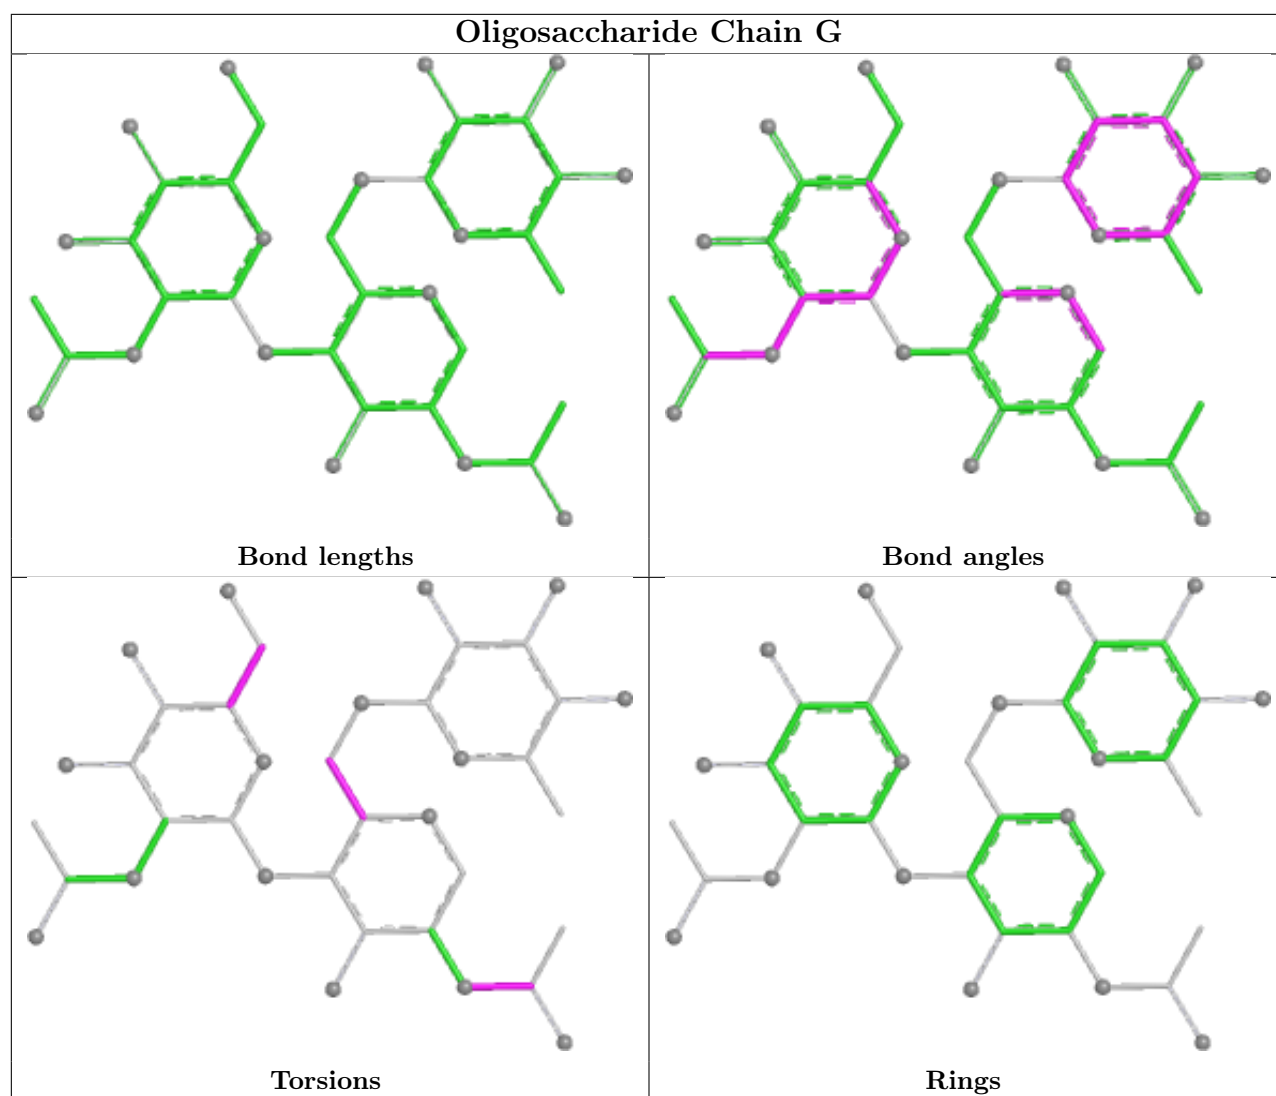 Oligosaccharide Chain G
Bond lengths
Bond angles
Torsions
Rings